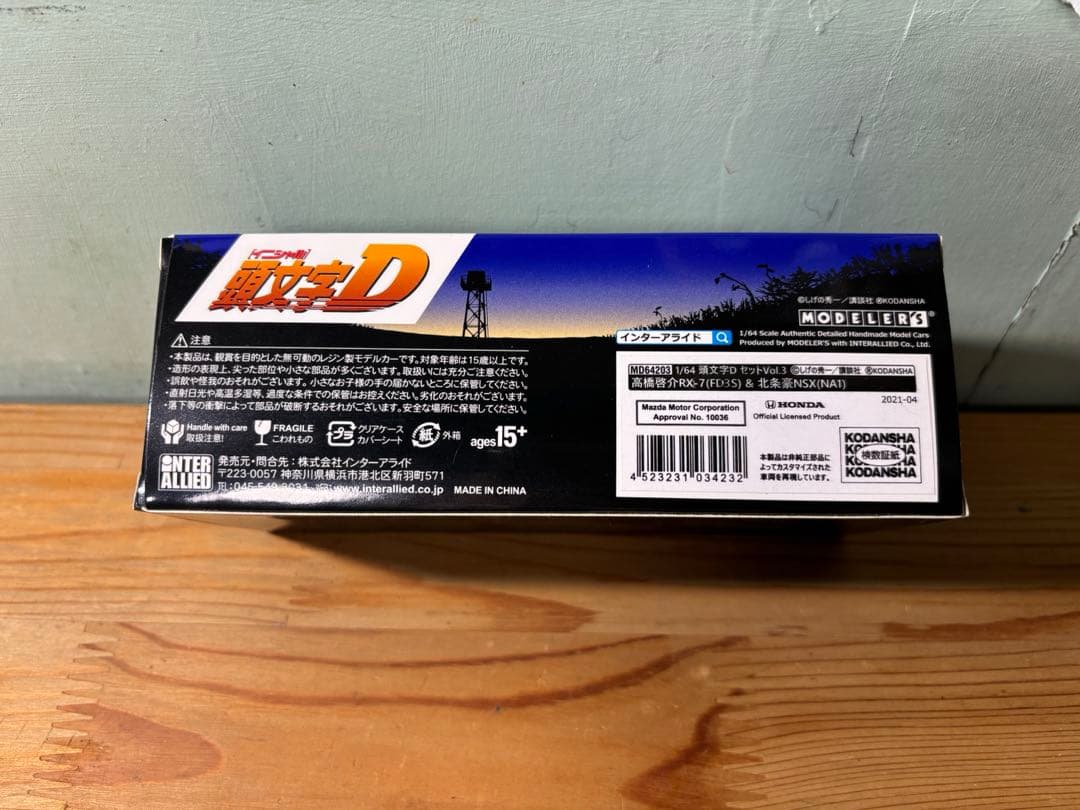 イニシャル
頭文字D
©しげの秀一／講談社 ⓇKODANSHA
MODELER'S
1/64 Scale Authentic Detailed Handmade Model Cars
Produced by MODELER'S with INTERALLIED Co., Ltd.
インターアライド
⚠注意
・本製品は、観賞を目的とした無可動のレジン製モデルカーです。対象年齢は15歳以上です。
・造形の表現上、尖った部位や小さな部品が多くございます。取扱いには充分ご注意ください。
・誤飲や怪我のおそれがございます。小さなお子様の手の届かないところに保管してください。
・直射日光や高温多湿等、過度な条件での保管はお控えください。劣化のおそれがございます。
・落下等の衝撃によって部品が破断するおそれがございます。安全な場所に保管してください。
Handle with care
取扱注意!
FRAGILE
こわれもの
プラ
クリアケース
カバーシート
紙
外箱
ages15+
INTER
ALLIED
発売元・問合先：株式会社インターアライド
〒223-0057 神奈川県横浜市港北区新羽町571
www.interallied.co.jp MADE IN CHINA
MD64203 1/64 頭文字D セットVol.3 ©しげの秀一／講談社 ⓇKODANSHA
高橋啓介RX-7(FD3S) & 北条豪NSX(NA1)
Mazda Motor Corporation
Approval No. 10036
HONDA
Official Licensed Product
2021-04
4 523231 034232
本製品は非純正部品に
よってカスタマイズされた
車両を再現しています。
KODANSHA
KODANSHA
検数証紙
KODANSHA